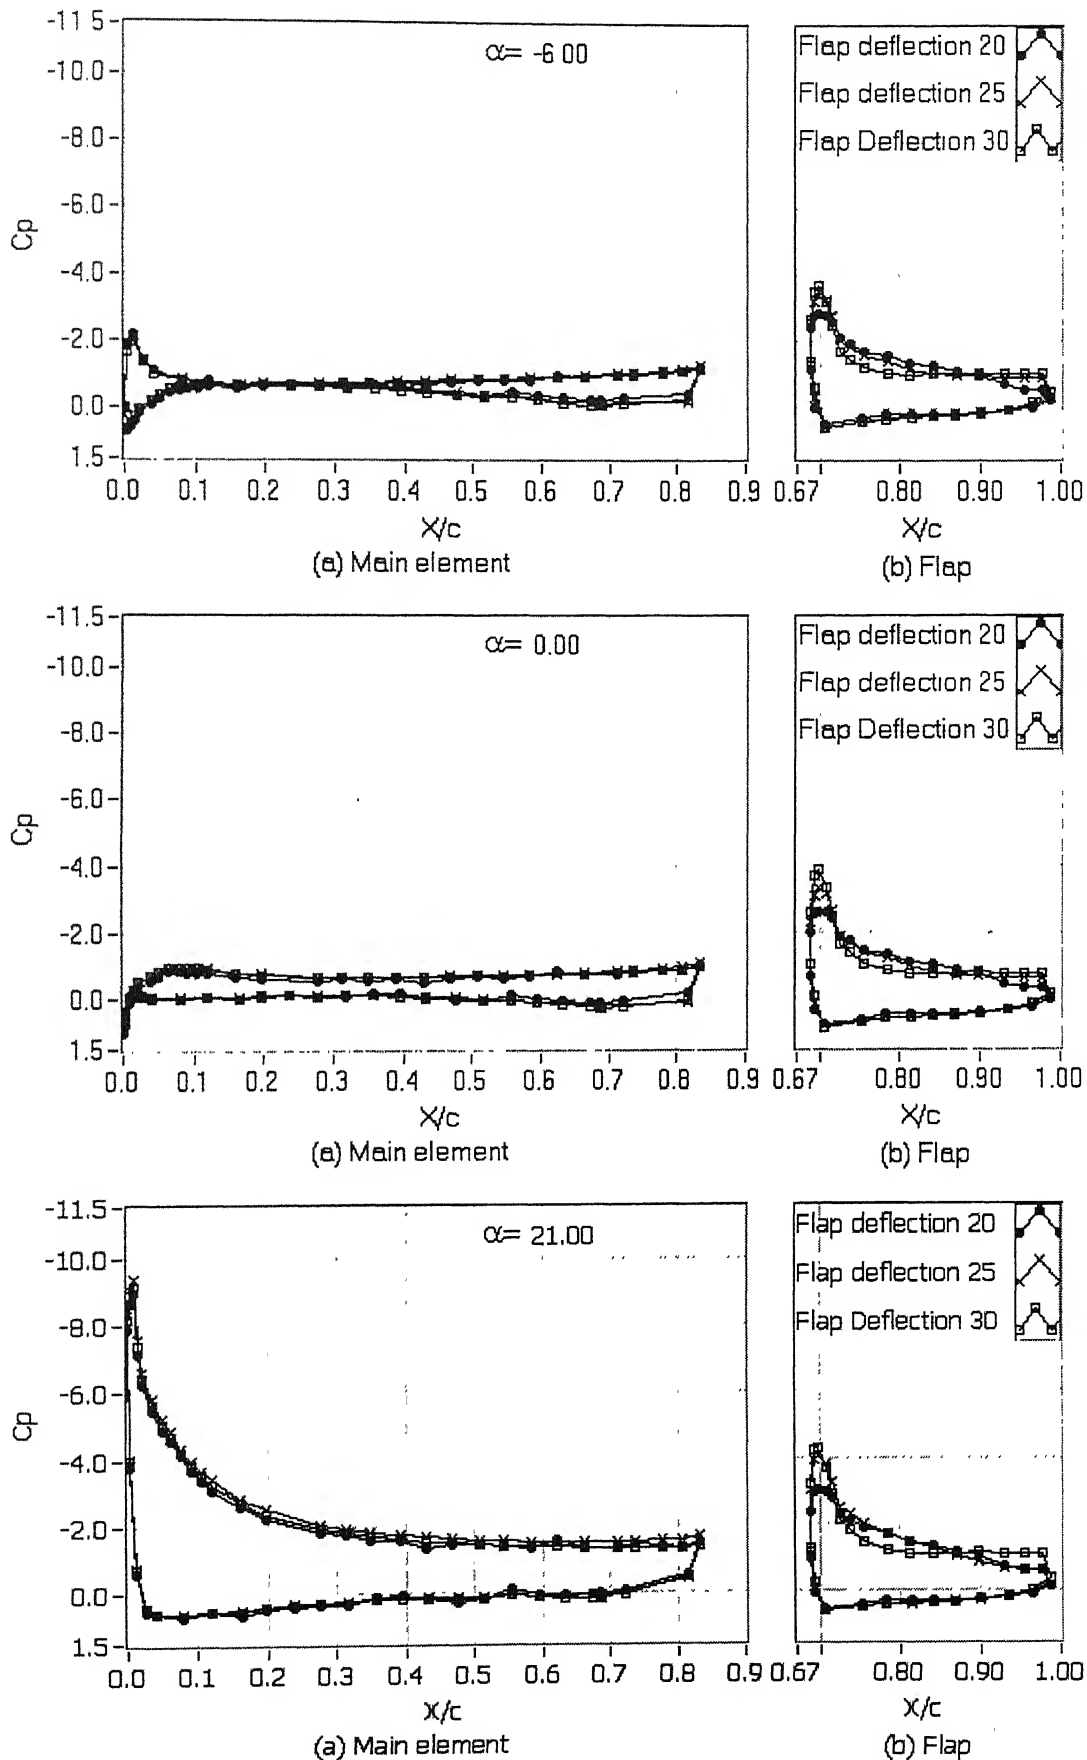 -11 5
-10.0
-8.0
-6.0
-4.0
-2.0
0.0
1.5
Cp
α= -6 00
0.0 0.1 0.2 0.3 0.4 0.5 0.6 0.7 0.8 0.9
X/c
(a) Main element
Flap deflection 20
Flap deflection 25
Flap Deflection 30
0.67 0.80 0.90 1.00
X/c
(b) Flap
-11.5
-10.0
-8.0
-6.0
-4.0
-2.0
0.0
1.5
Cp
α= 0.00
0.0 0.1 0.2 0.3 0.4 0.5 0.6 0.7 0.8 0.9
X/c
(a) Main element
Flap deflection 20
Flap deflection 25
Flap Deflection 30
0.67 0.80 0.90 1.00
X/c
(b) Flap
-11.5
-10.0
-8.0
-6.0
-4.0
-2.0
0.0
1.5
Cp
α= 21.00
0.0 0.1 0.2 0.3 0.4 0.5 0.6 0.7 0.8 0.9
X/c
(a) Main element
Flap deflection 20
Flap deflection 25
Flap Deflection 30
0.67 0.80 0.90 1.00
X/c
(b) Flap